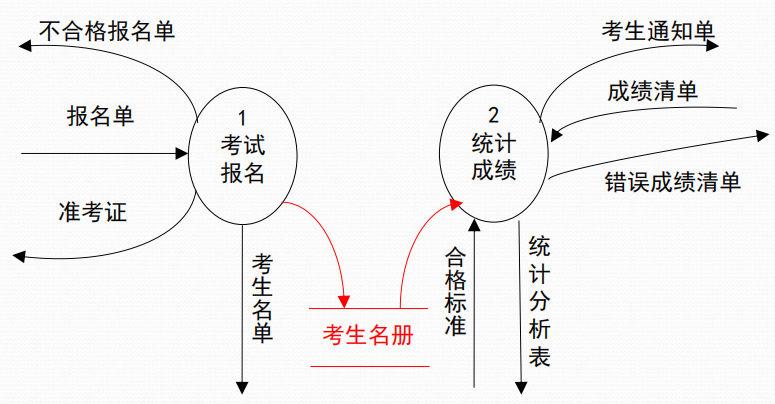 不合格报名单
考生通知单
报名单
成绩清单
1
考试
报名
2
统计
成绩
错误成绩清单
准考证
考生名单
考生名册
合格标准
统计分析表